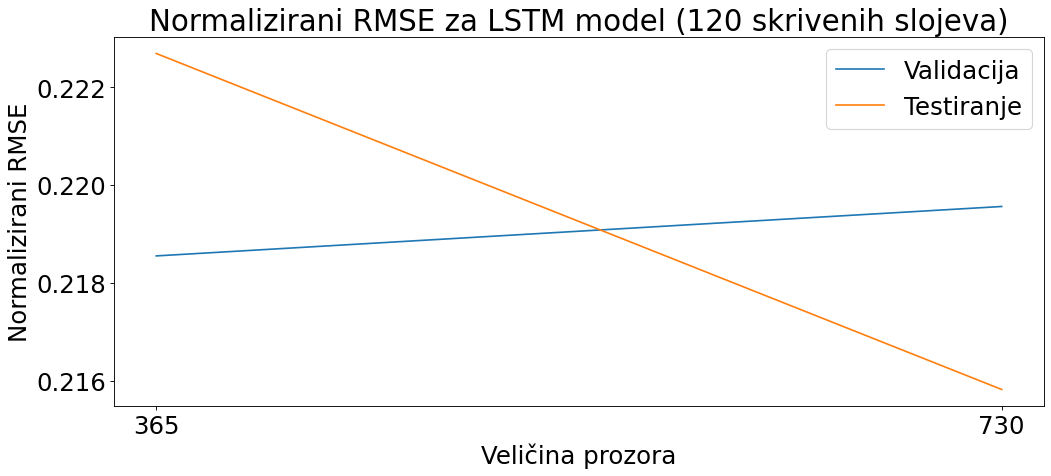 Normalizirani RMSE za LSTM model (120 skrivenih slojeva)
Normalizirani RMSE
0.222
0.220
0.218
0.216
Validacija
Testiranje
365
730
Veličina prozora